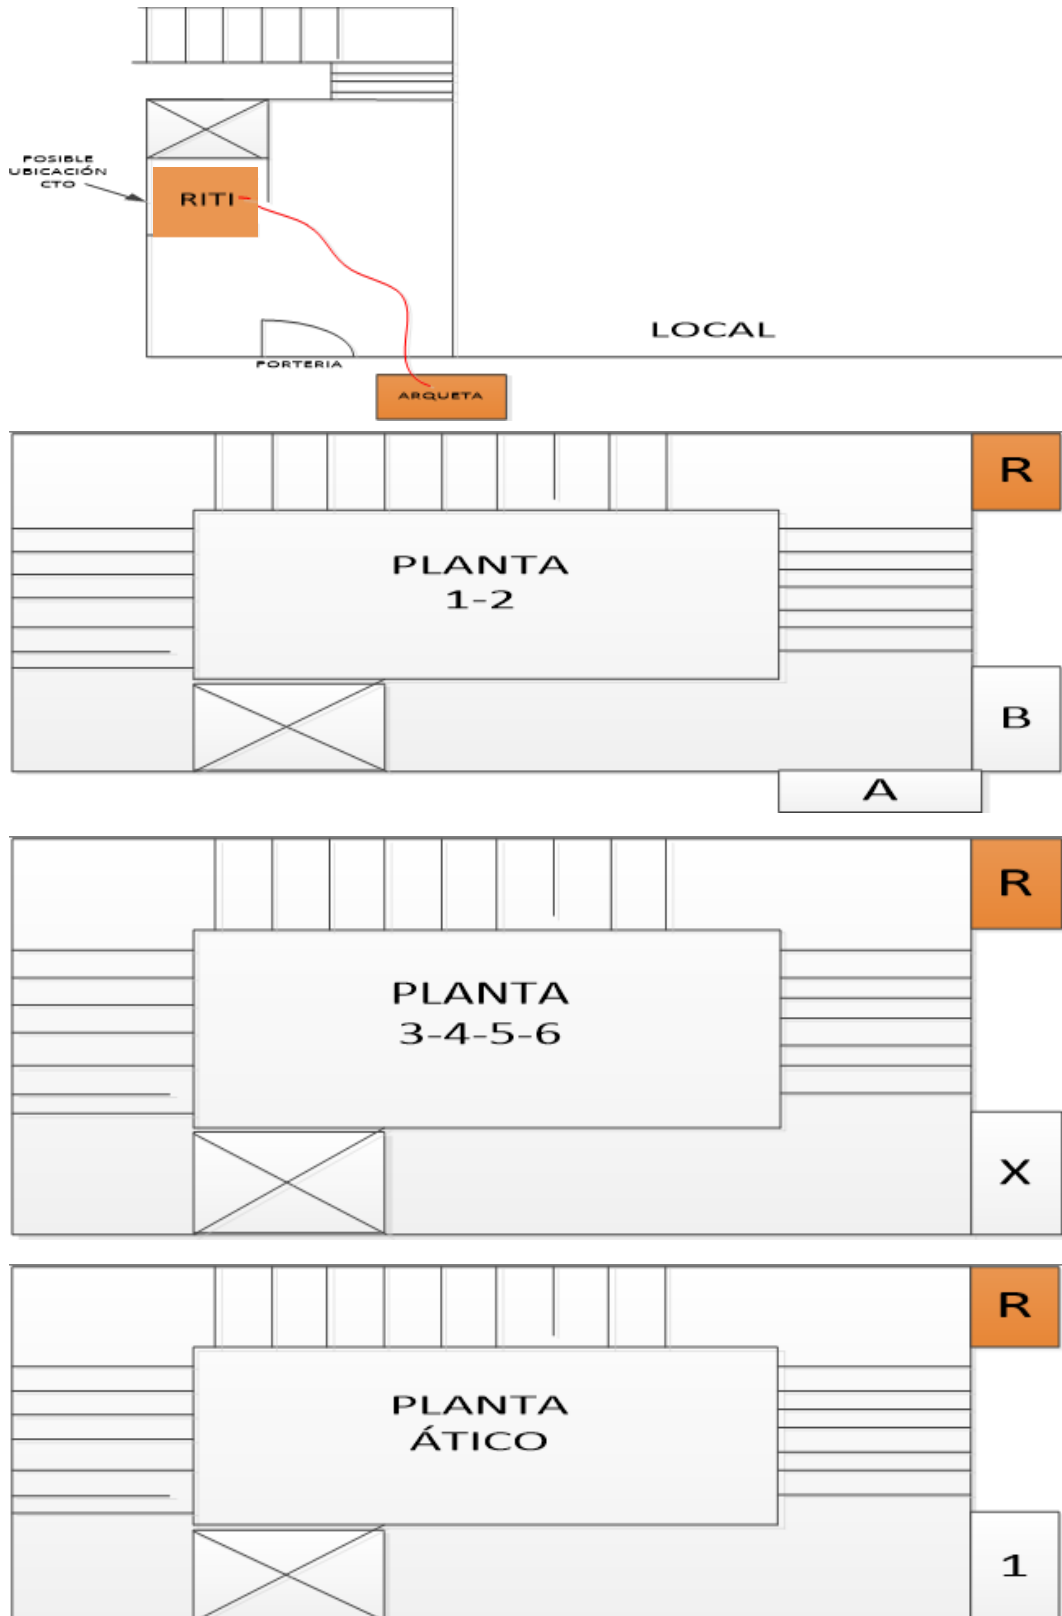 POSIBLE
UBICACIÓN
CTO
RITI
LOCAL
PORTERIA
ARQUETA
R
PLANTA
1-2
B
A
R
PLANTA
3-4-5-6
X
R
PLANTA
ÁTICO
1